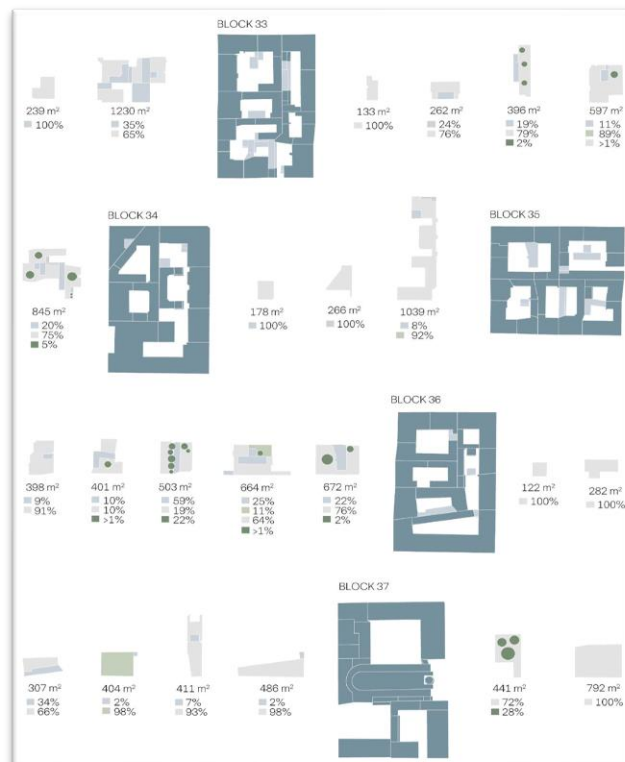 BLOCK 33
239 m²
100%
1230 m²
35%
65%
133 m²
100%
262 m²
24%
76%
396 m²
19%
79%
2%
597 m²
11%
89%
>1%
BLOCK 34
BLOCK 35
845 m²
20%
75%
5%
178 m²
100%
266 m²
100%
1039 m²
8%
92%
BLOCK 36
398 m²
9%
91%
401 m²
10%
10%
>1%
503 m²
59%
19%
22%
664 m²
25%
11%
64%
>1%
672 m²
22%
76%
2%
122 m²
100%
282 m²
100%
BLOCK 37
307 m²
34%
66%
404 m²
2%
98%
411 m²
7%
93%
486 m²
2%
98%
441 m²
72%
28%
792 m²
100%